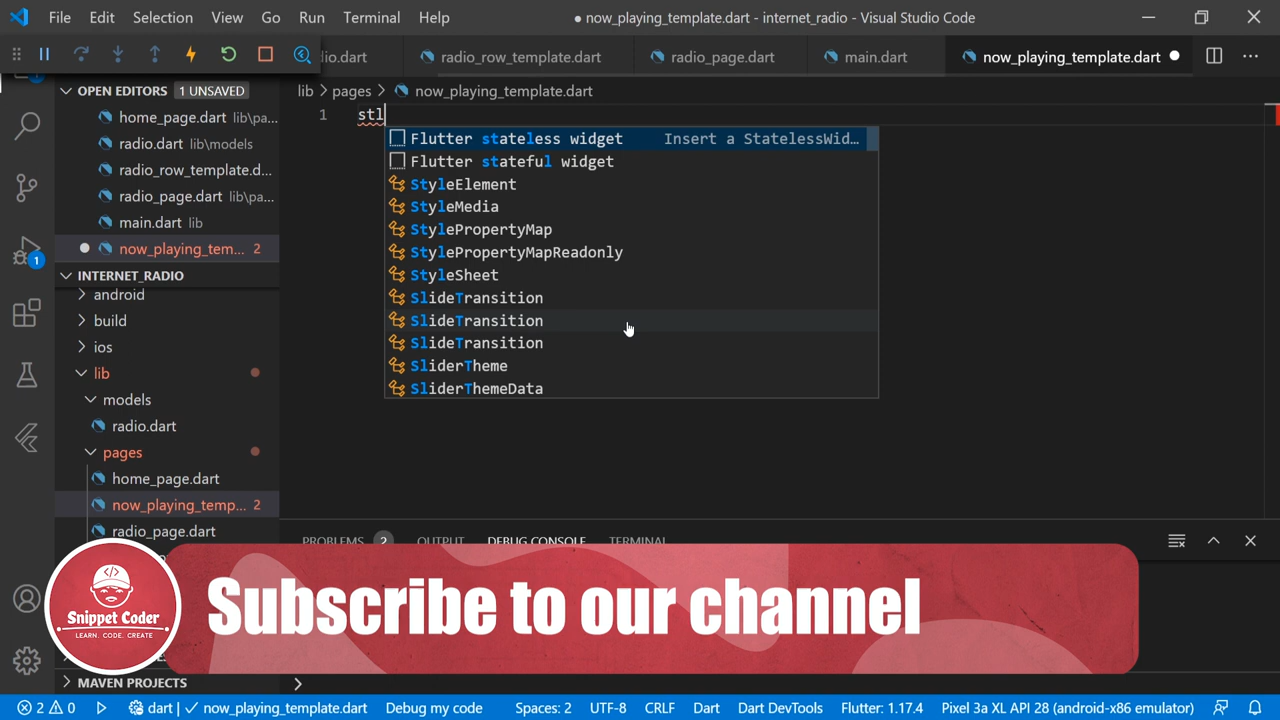 File Edit Selection View Go Run Terminal Help
● now_playing_template.dart - internet_radio - Visual Studio Code
dio.dart
radio_row_template.dart
radio_page.dart
main.dart
now_playing_template.dart
OPEN EDITORS 1 UNSAVED
home_page.dart lib\pa...
radio.dart lib\models
radio_row_template.d...
radio_page.dart lib\pa...
main.dart lib
now_playing_tem... 2
INTERNET_RADIO
android
build
ios
lib
models
radio.dart
pages
home_page.dart
now_playing_temp... 2
radio_page.dart
MAVEN PROJECTS
1
lib > pages > now_playing_template.dart
1 stl
Flutter stateless widget Insert a StatelessWid...
Flutter stateful widget
StyleElement
StyleMedia
StylePropertyMap
StylePropertyMapReadonly
StyleSheet
SlideTransition
SlideTransition
SlideTransition
SliderTheme
SliderThemeData
PROBLEMS 2 OUTPUT DEBUG CONSOLE TERMINAL
Snippet Coder
LEARN. CODE. CREATE
Subscribe to our channel
2 0 dart | ✓ now_playing_template.dart Debug my code Spaces: 2 UTF-8 CRLF Dart Dart DevTools Flutter: 1.17.4 Pixel 3a XL API 28 (android-x86 emulator)